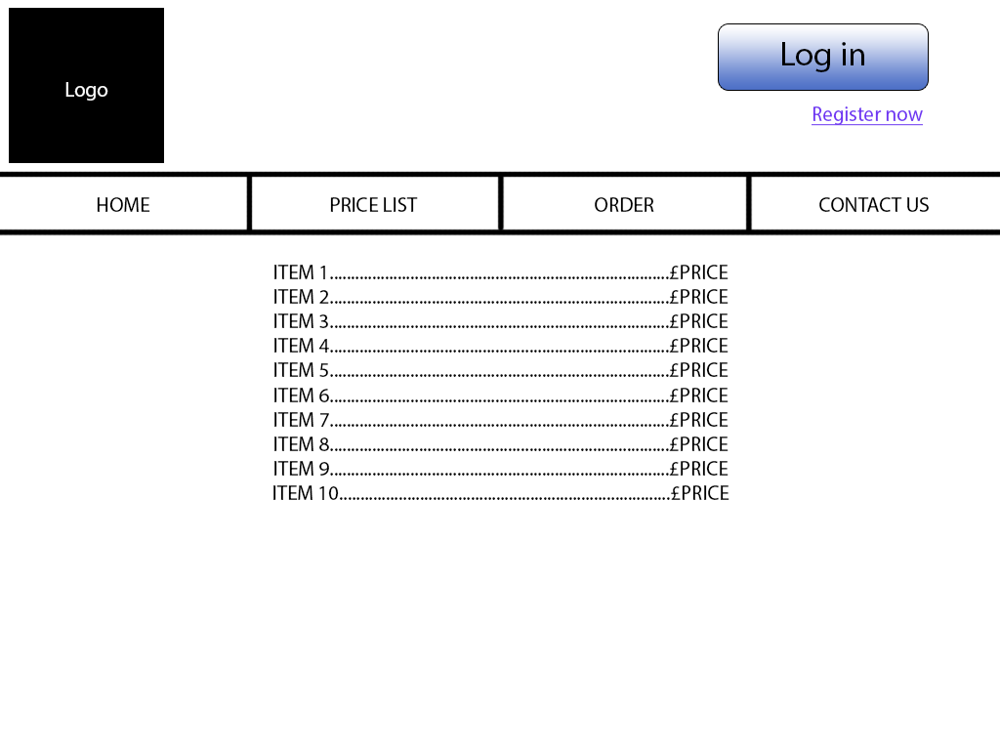 Logo
Log in
Register now
HOME PRICE LIST ORDER CONTACT US
ITEM 1................................................................................£PRICE
ITEM 2................................................................................£PRICE
ITEM 3................................................................................£PRICE
ITEM 4................................................................................£PRICE
ITEM 5................................................................................£PRICE
ITEM 6................................................................................£PRICE
ITEM 7................................................................................£PRICE
ITEM 8................................................................................£PRICE
ITEM 9................................................................................£PRICE
ITEM 10..............................................................................£PRICE